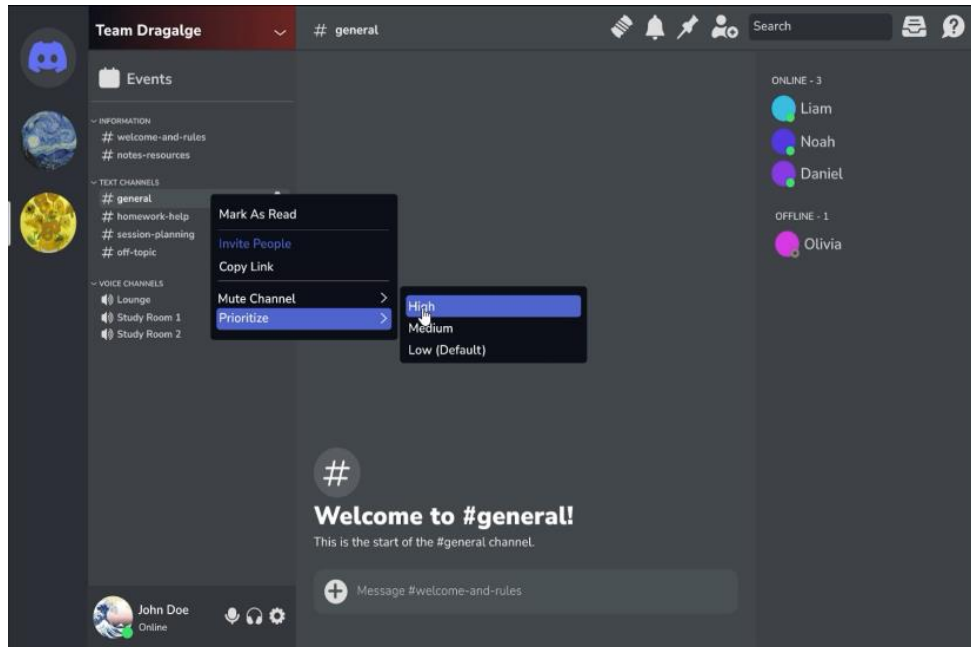 Team Dragalge
# general
Search
Events
INFORMATION
# welcome-and-rules
# notes-resources
TEXT CHANNELS
# general
# homework-help
# session-planning
# off-topic
VOICE CHANNELS
Lounge
Study Room 1
Study Room 2
Mark As Read
Invite People
Copy Link
Mute Channel
Prioritize
High
Medium
Low (Default)
#
Welcome to #general!
This is the start of the #general channel.
Message #welcome-and-rules
ONLINE - 3
Liam
Noah
Daniel
OFFLINE - 1
Olivia
John Doe
Online